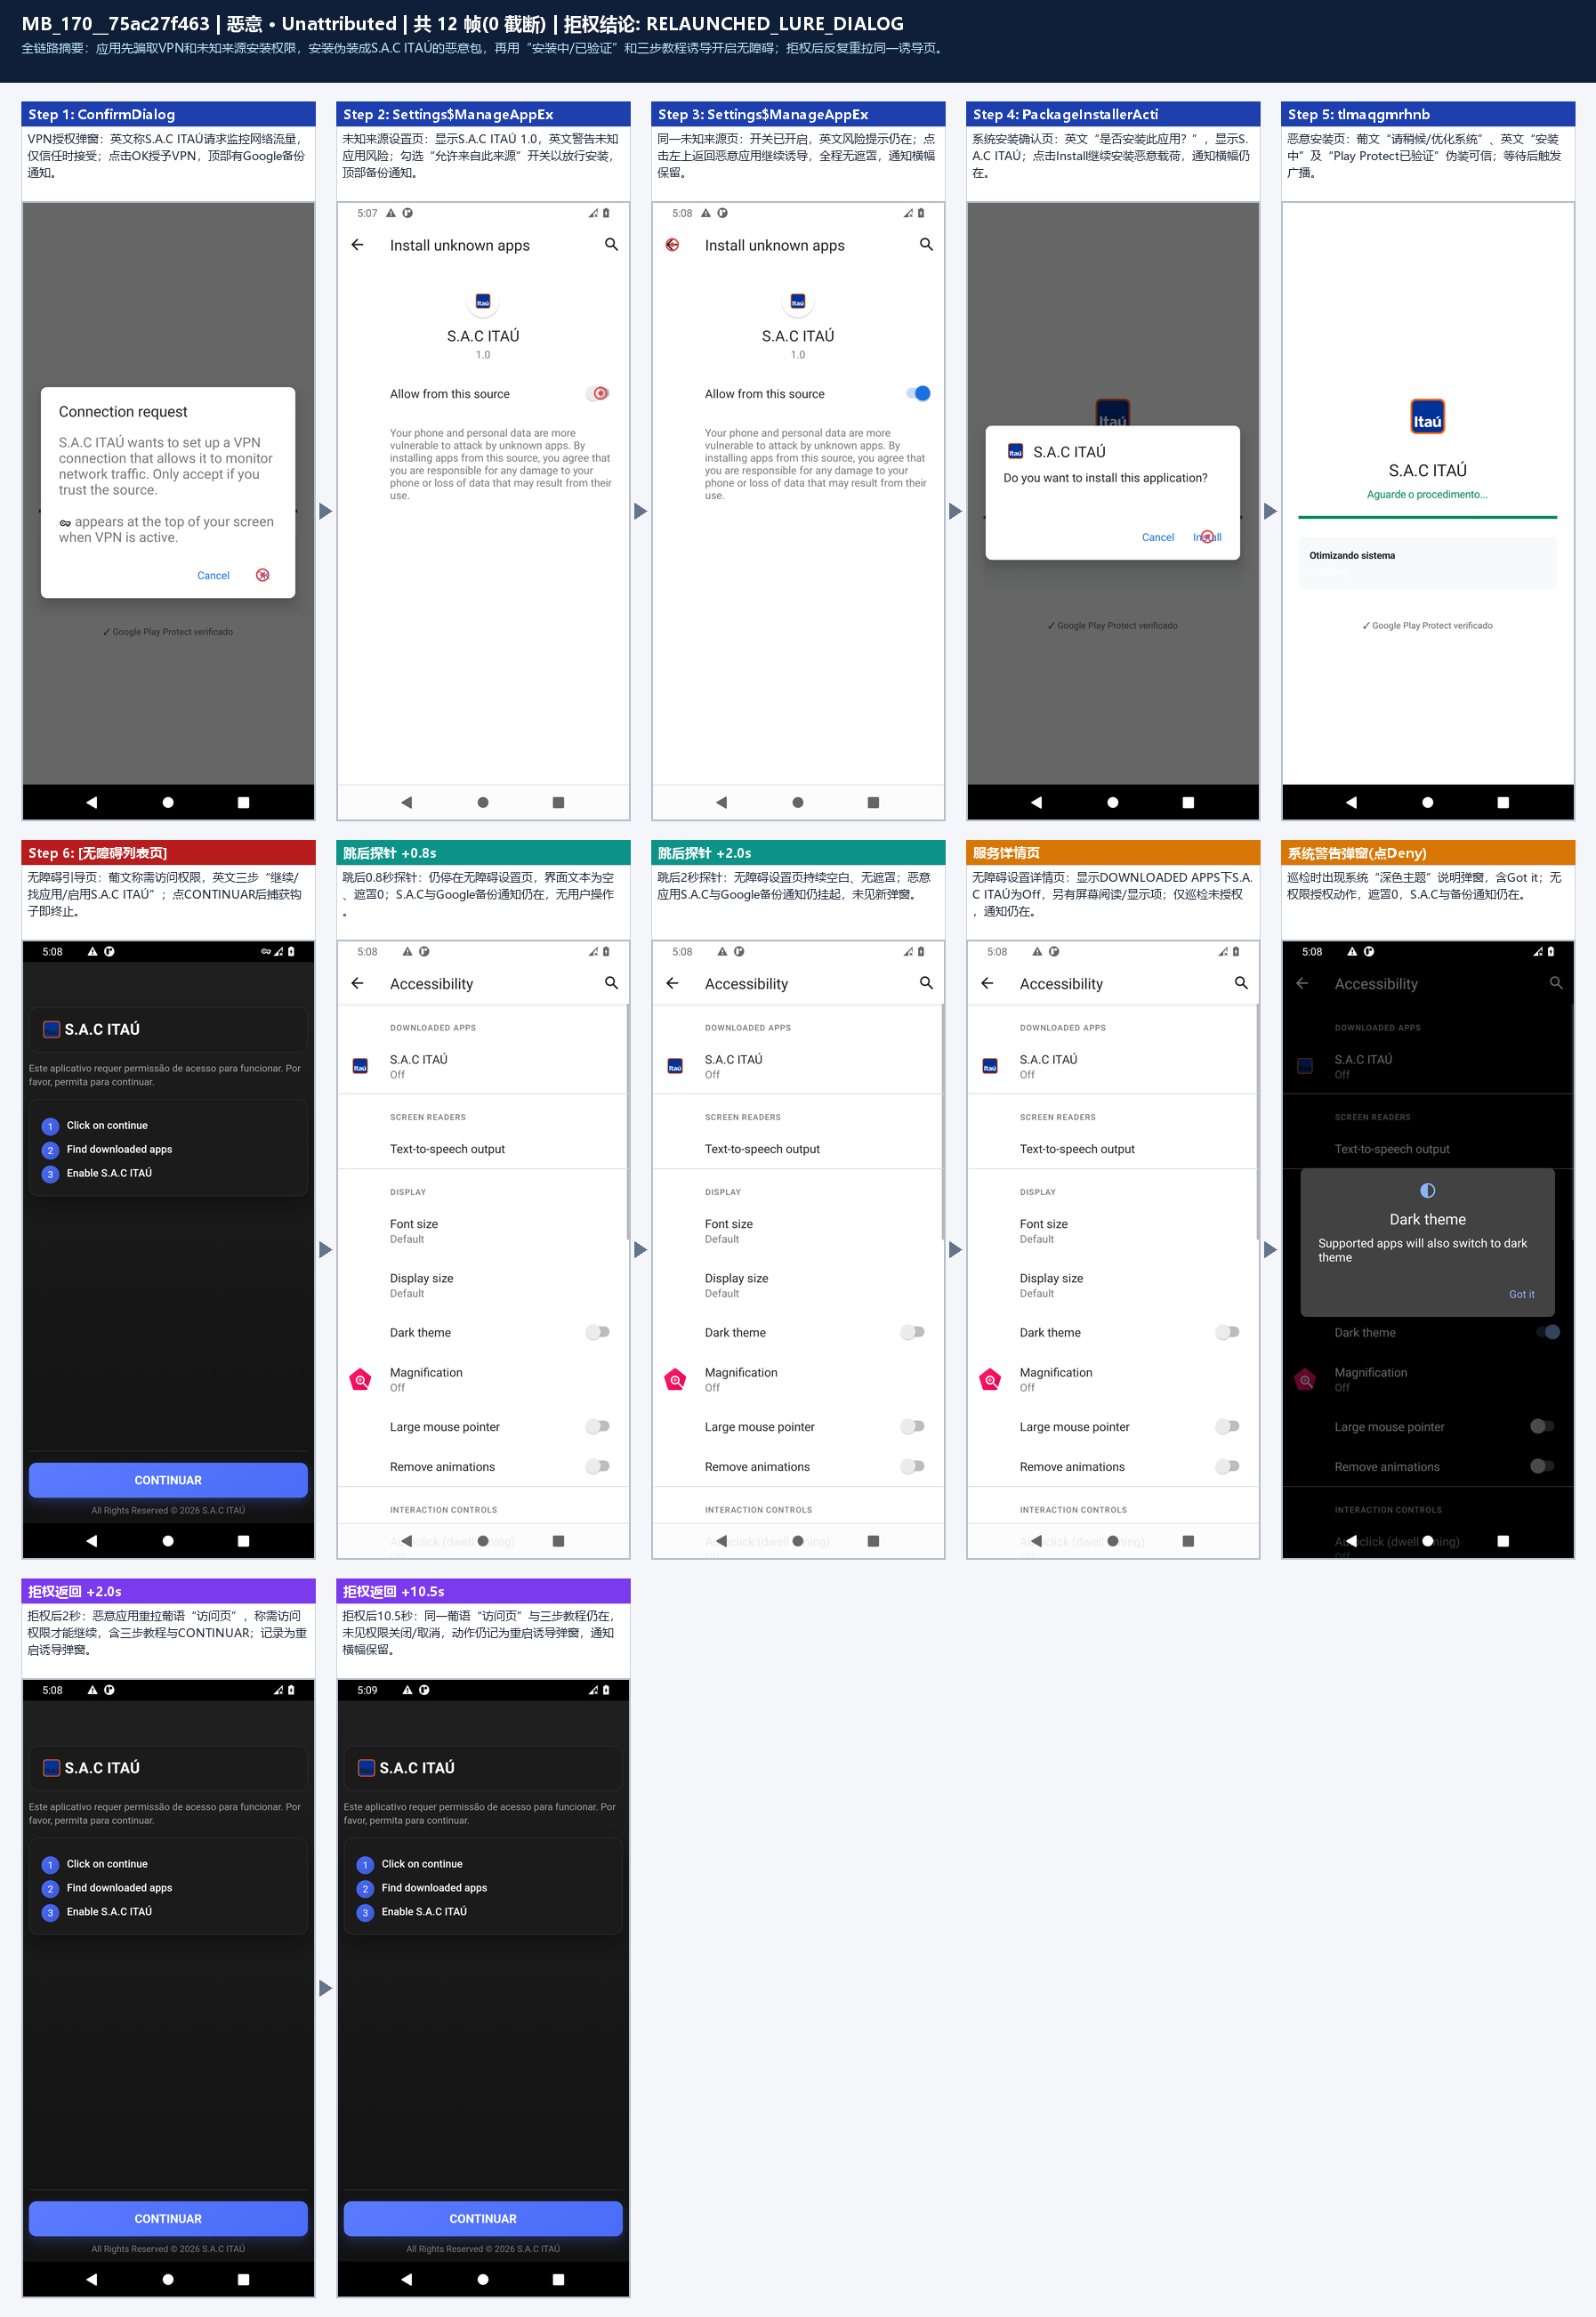 MB_170__75ac27f463 | 恶意 • Unattributed | 共 12 帧(0 截断) | 拒权结论: RELAUNCHED_LURE_DIALOG
全链路摘要：应用先骗取VPN和未知来源安装权限，安装伪装成S.A.C ITAÚ的恶意包，再用“安装中/已验证”和三步教程诱导开启无障碍；拒权后反复重拉同一诱导页。
Step 1: ConfirmDialog
VPN授权弹窗：英文称S.A.C ITAÚ请求监控网络流量，
仅信任时接受；点击OK授予VPN，顶部有Google备份
通知。
Connection request
S.A.C ITAÚ wants to set up a VPN
connection that allows it to monitor
network traffic. Only accept if you
trust the source.
appears at the top of your screen
when VPN is active.
Cancel
✓ Google Play Protect verificado
Step 2: Settings$ManageAppEx
未知来源设置页：显示S.A.C ITAÚ 1.0，英文警告未知
应用风险；勾选“允许来自此来源”开关以放行安装，
顶部备份通知。
5:07
Install unknown apps
Itaú
S.A.C ITAÚ
1.0
Allow from this source
Your phone and personal data are more
vulnerable to attack by unknown apps. By
installing apps from this source, you agree that
you are responsible for any damage to your
phone or loss of data that may result from their
use.
Step 3: Settings$ManageAppEx
同一未知来源页：开关已开启，英文风险提示仍在；点
击左上返回恶意应用继续诱导，全程无遮罩，通知横幅
保留。
5:08
Install unknown apps
Itaú
S.A.C ITAÚ
1.0
Allow from this source
Your phone and personal data are more
vulnerable to attack by unknown apps. By
installing apps from this source, you agree that
you are responsible for any damage to your
phone or loss of data that may result from their
use.
Step 4: PackageInstallerActi
系统安装确认页：英文“是否安装此应用？”，显示S.
A.C ITAÚ；点击Install继续安装恶意载荷，通知横幅仍
在。
Itaú
Itaú
S.A.C ITAÚ
Do you want to install this application?
Cancel
Install
✓ Google Play Protect verificado
Step 5: tlmaqgmrhnb
恶意安装页：葡文“请稍候/优化系统”、英文“安装
中”及“Play Protect已验证”伪装可信；等待后触发
广播。
Itaú
S.A.C ITAÚ
Aguarde o procedimento...
Otimizando sistema
✓ Google Play Protect verificado
Step 6: [无障碍列表页]
无障碍引导页：葡文称需访问权限，英文三步“继续/
找应用/启用S.A.C ITAÚ”；点CONTINUAR后捕获钩
子即终止。
5:08
S.A.C ITAÚ
Este aplicativo requer permissão de acesso para funcionar. Por
favor, permita para continuar.
1 Click on continue
2 Find downloaded apps
3 Enable S.A.C ITAÚ
CONTINUAR
All Rights Reserved © 2026 S.A.C ITAÚ
跳后探针 +0.8s
跳后0.8秒探针：仍停在无障碍设置页，界面文本为空
、遮罩0；S.A.C与Google备份通知仍在，无用户操作
。
5:08
Accessibility
DOWNLOADED APPS
Itaú
S.A.C ITAÚ
Off
SCREEN READERS
Text-to-speech output
DISPLAY
Font size
Default
Display size
Default
Dark theme
Magnification
Off
Large mouse pointer
Remove animations
INTERACTION CONTROLS
跳后探针 +2.0s
跳后2秒探针：无障碍设置页持续空白、无遮罩；恶意
应用S.A.C与Google备份通知仍挂起，未见新弹窗。
5:08
Accessibility
DOWNLOADED APPS
Itaú
S.A.C ITAÚ
Off
SCREEN READERS
Text-to-speech output
DISPLAY
Font size
Default
Display size
Default
Dark theme
Magnification
Off
Large mouse pointer
Remove animations
INTERACTION CONTROLS
服务详情页
无障碍设置详情页：显示DOWNLOADED APPS下S.A.
C ITAÚ为Off，另有屏幕阅读/显示项；仅巡检未授权
，通知仍在。
5:08
Accessibility
DOWNLOADED APPS
Itaú
S.A.C ITAÚ
Off
SCREEN READERS
Text-to-speech output
DISPLAY
Font size
Default
Display size
Default
Dark theme
Magnification
Off
Large mouse pointer
Remove animations
INTERACTION CONTROLS
系统警告弹窗(点Deny)
巡检时出现系统“深色主题”说明弹窗，含Got it；无
权限授权动作，遮罩0，S.A.C与备份通知仍在。
5:08
Accessibility
DOWNLOADED APPS
S.A.C ITAÚ
Off
SCREEN READERS
Text-to-speech output
Dark theme
Supported apps will also switch to dark
theme
Got it
Dark theme
Magnification
Off
Large mouse pointer
Remove animations
INTERACTION CONTROLS
拒权返回 +2.0s
拒权后2秒：恶意应用重拉葡语“访问页”，称需访问
权限才能继续，含三步教程与CONTINUAR；记录为重
启诱导弹窗。
5:08
S.A.C ITAÚ
Este aplicativo requer permissão de acesso para funcionar. Por
favor, permita para continuar.
1 Click on continue
2 Find downloaded apps
3 Enable S.A.C ITAÚ
CONTINUAR
All Rights Reserved © 2026 S.A.C ITAÚ
拒权返回 +10.5s
拒权后10.5秒：同一葡语“访问页”与三步教程仍在，
未见权限关闭/取消，动作仍记为重启诱导弹窗，通知
横幅保留。
5:09
S.A.C ITAÚ
Este aplicativo requer permissão de acesso para funcionar. Por
favor, permita para continuar.
1 Click on continue
2 Find downloaded apps
3 Enable S.A.C ITAÚ
CONTINUAR
All Rights Reserved © 2026 S.A.C ITAÚ